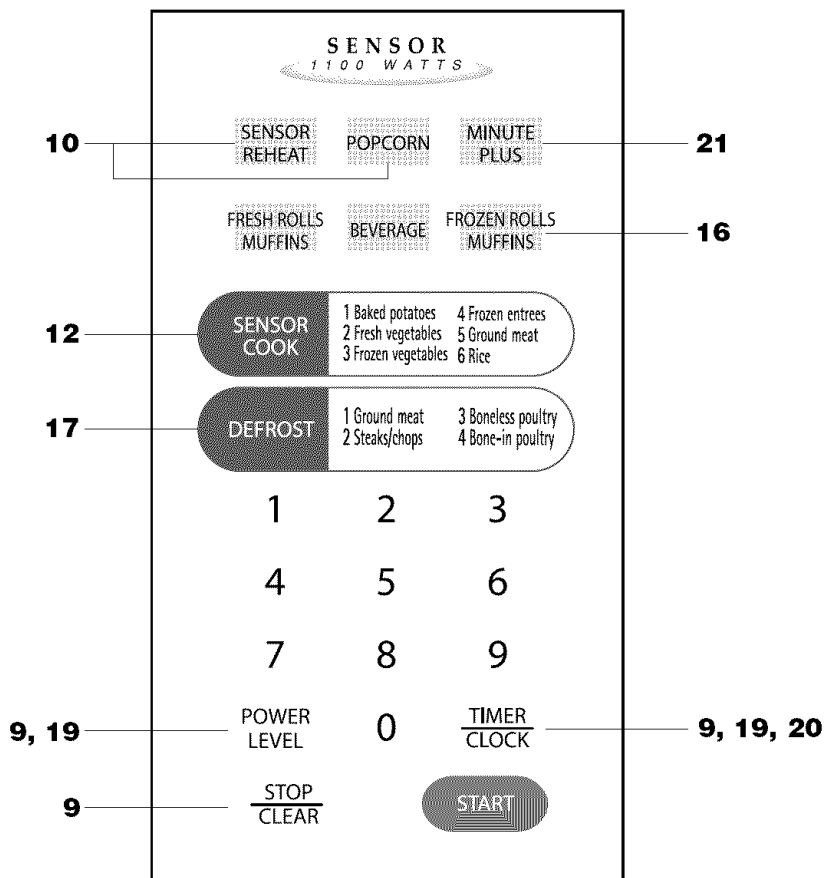 SENSOR
1100 WATTS
10
SENSOR
REHEAT
POPCORN
MINUTE
PLUS
21
FRESH ROLLS
MUFFINS
BEVERAGE
FROZEN ROLLS
MUFFINS
16
12
SENSOR
COOK
1 Baked potatoes
2 Fresh vegetables
3 Frozen vegetables
4 Frozen entrees
5 Ground meat
6 Rice
17
DEFROST
1 Ground meat
2 Steaks/chops
3 Boneless poultry
4 Bone-in poultry
1 2 3
4 5 6
7 8 9
9, 19
POWER
LEVEL
0
TIMER
CLOCK
9, 19, 20
9
STOP
CLEAR
START